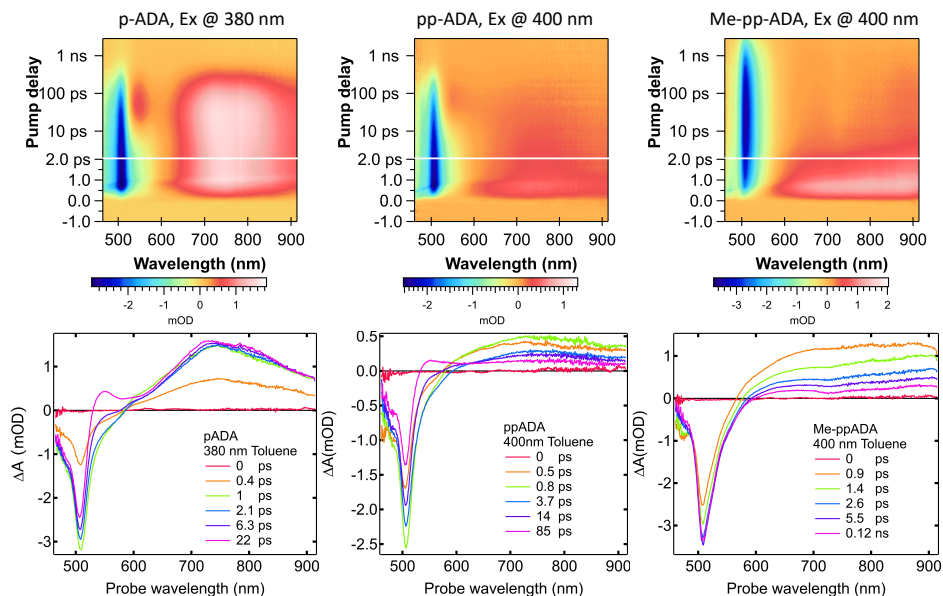 p-ADA, Ex @ 380 nm
pp-ADA, Ex @ 400 nm
Me-pp-ADA, Ex @ 400 nm
Pump delay
1 ns
100 ps
10 ps
2.0 ps
1.0
0.0
-1.0
500 600 700 800 900
Wavelength (nm)
-2 -1 0 1
mOD
Pump delay
1 ns
100 ps
10 ps
2.0 ps
1.0
0.0
-1.0
500 600 700 800 900
Wavelength (nm)
-2 -1 0 1
mOD
Pump delay
1 ns
100 ps
10 ps
2.0 ps
1.0
0.0
-1.0
500 600 700 800 900
Wavelength (nm)
-3 -2 -1 0 1 2
mOD
ΔA (mOD)
1
0
-1
-2
-3
pADA
380 nm Toluene
0 ps
0.4 ps
1 ps
2.1 ps
6.3 ps
22 ps
500 600 700 800 900
Probe wavelength (nm)
ΔA(mOD)
0.5
0.0
-0.5
-1.0
-1.5
-2.0
-2.5
ppADA
400nm Toluene
0 ps
0.5 ps
0.8 ps
3.7 ps
14 ps
85 ps
500 600 700 800 900
Probe wavelength (nm)
ΔA(mOD)
1
0
-1
-2
-3
Me-ppADA
400 nm Toluene
0 ps
0.9 ps
1.4 ps
2.6 ps
5.5 ps
0.12 ns
500 600 700 800 900
Probe wavelength (nm)